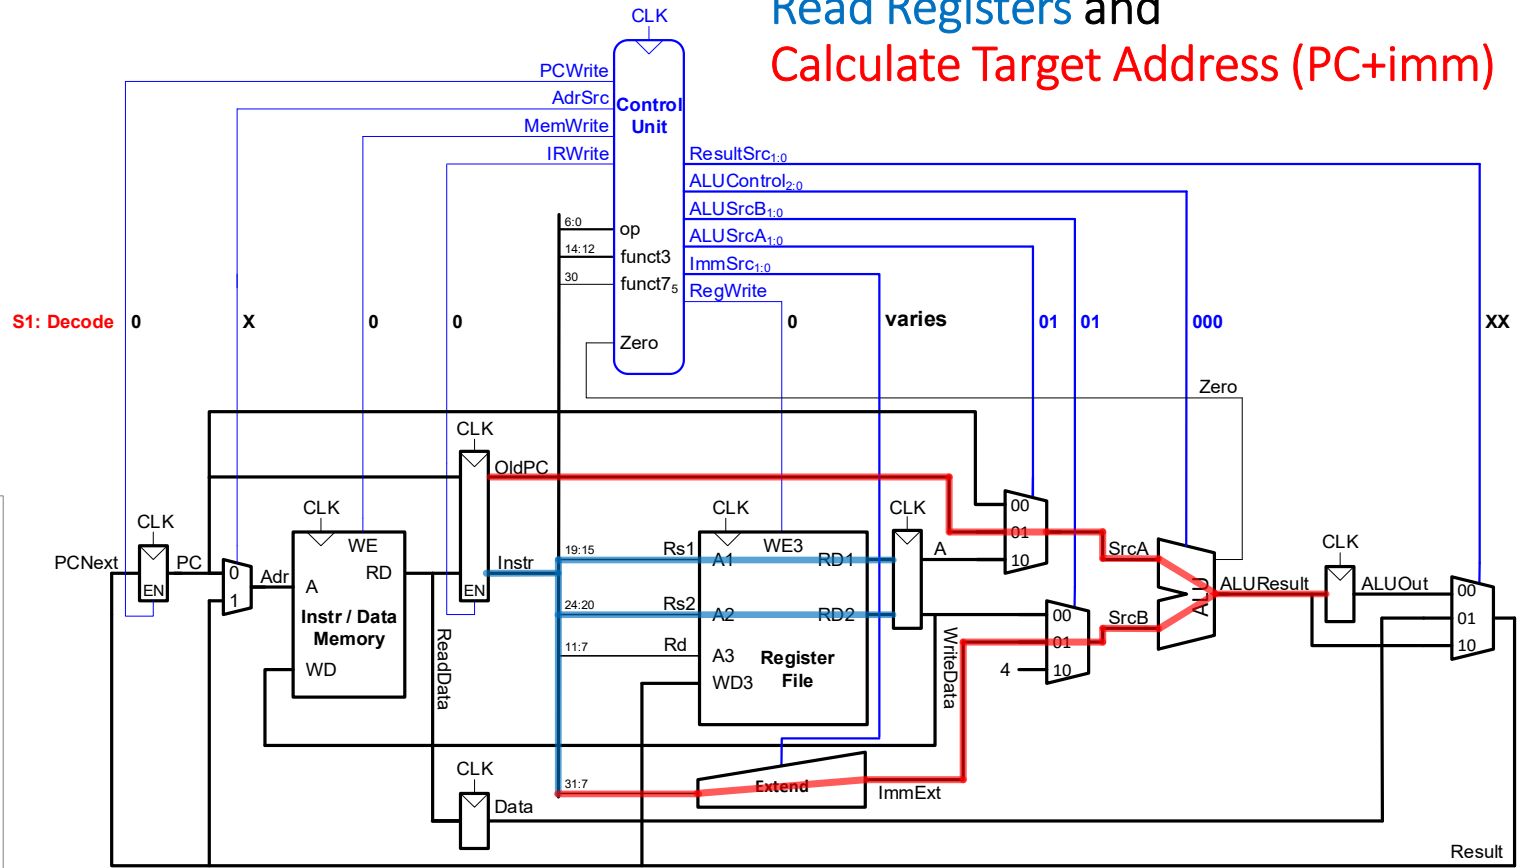 Read Registers and
Calculate Target Address (PC+imm)
CLK
PCWrite
AdrSrc
MemWrite
IRWrite
Control
Unit
ResultSrc1:0
ALUControl2:0
ALUSrcB1:0
ALUSrcA1:0
ImmSrc1:0
RegWrite
6:0 op
14:12 funct3
30 funct75
Zero
S1: Decode 0 X 0 0 0 varies 01 01 000 XX
Zero
CLK
OldPC
CLK
PCNext
EN
PC
0
1
Adr
CLK
WE
A
RD
Instr / Data
Memory
WD
EN
Instr
ReadData
19:15 Rs1
24:20 Rs2
11:7 Rd
31:7
CLK
WE3
A1
RD1
A2
RD2
A3
WD3
Register
File
CLK
A
WriteData
00
01
10
SrcA
00
01
4 10
SrcB
ALU
ALUResult
CLK
ALUOut
00
01
10
Extend
ImmExt
CLK
Data
Result